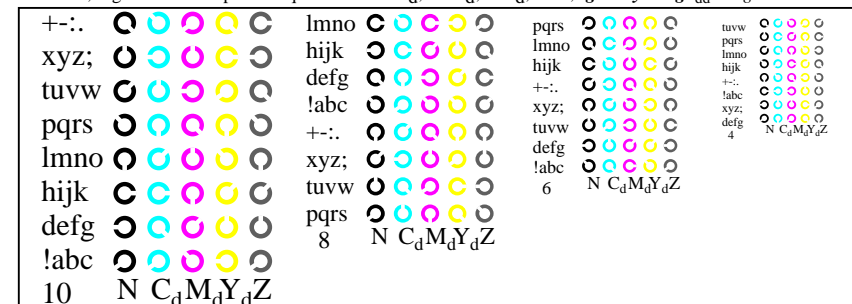 +-:.
xyz;
tuvw
pqrs
lmno
hijk
defg
!abc
10 N CdMdYdZ
lmno
hijk
defg
!abc
+-:.
xyz;
tuvw
pqrs
8 N CdMdYdZ
pqrs
lmno
hijk
+-:.
xyz;
tuvw
defg
!abc
6 N CdMdYdZ
tuvw
pqrs
lmno
hijk
+-:.
!abc
xyz;
defg
4 N CdMdYdZ